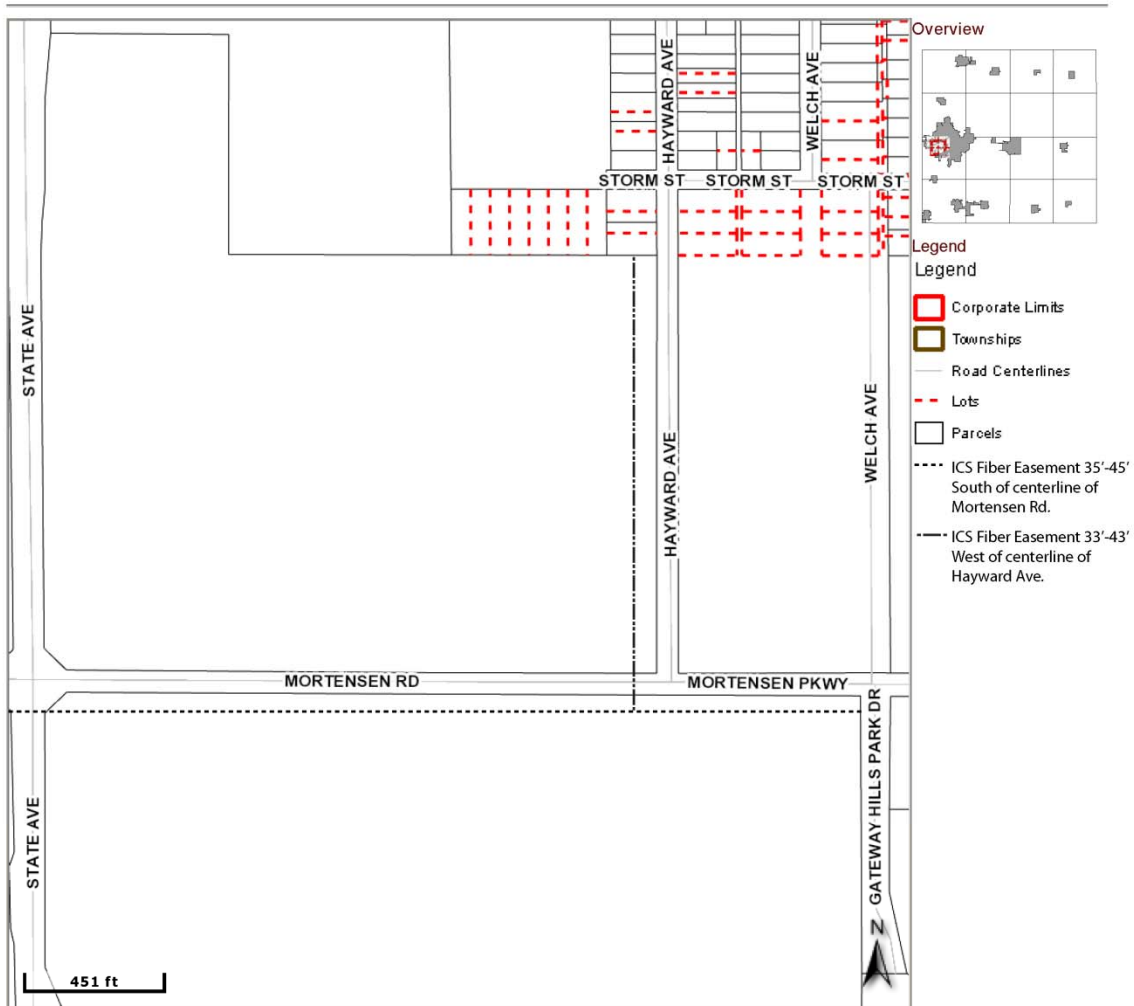 Overview
HAYWARD AVE
WELCH AVE
STORM ST
STORM ST
STORM ST
STATE AVE
HAYWARD AVE
WELCH AVE
MORTENSEN RD
MORTENSEN PKWY
STATE AVE
GATEWAY HILLS PARK DR
N
451 ft
Legend
Legend
Corporate Limits
Townships
Road Centerlines
Lots
Parcels
ICS Fiber Easement 35'-45'
South of centerline of
Mortensen Rd.
ICS Fiber Easement 33'-43'
West of centerline of
Hayward Ave.